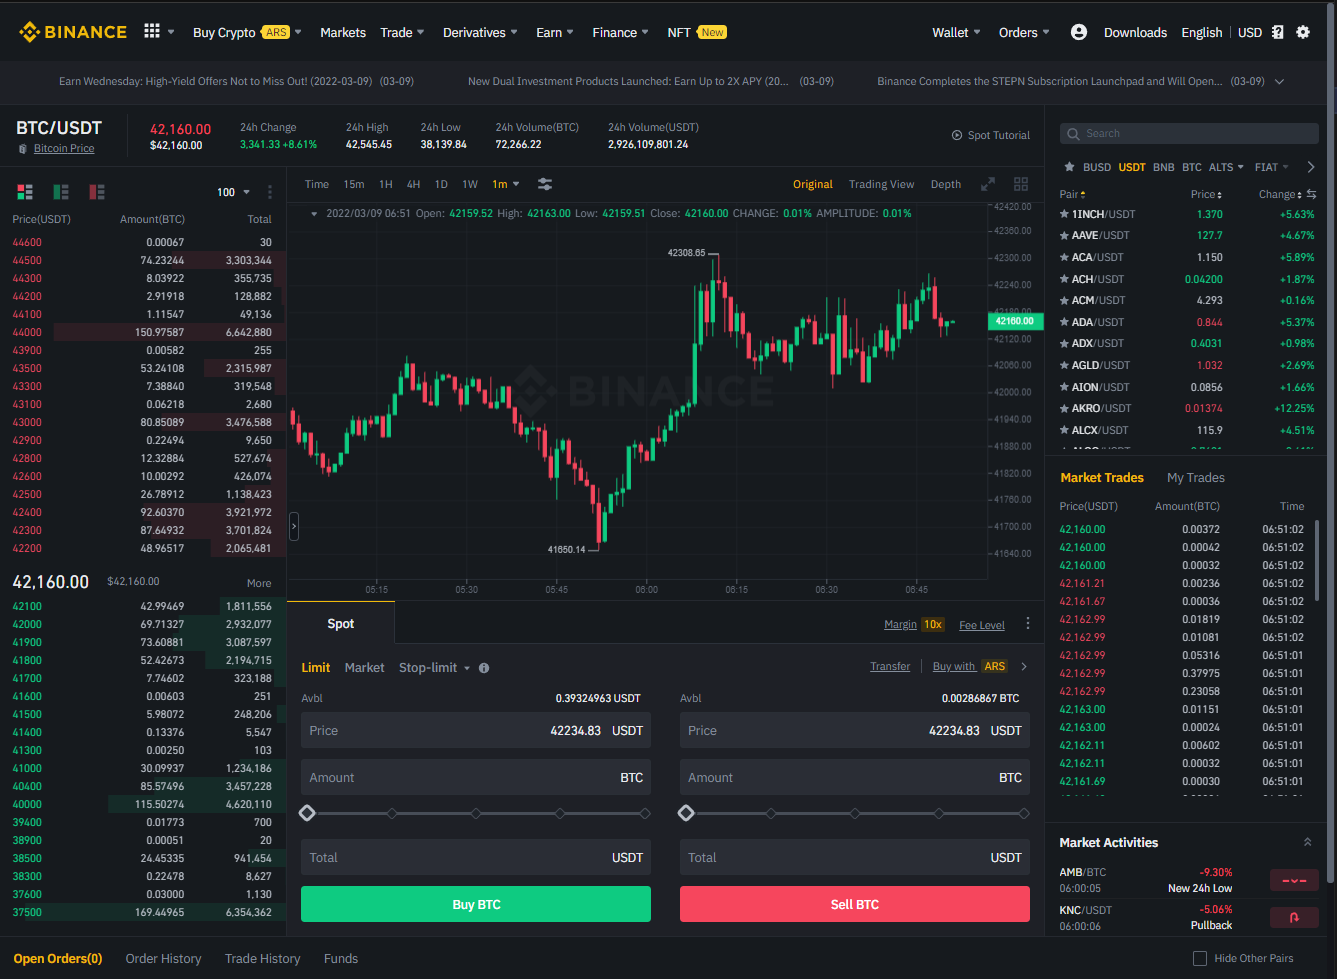 BINANCE Buy Crypto ARS Markets Trade Derivatives Earn Finance NFT New Wallet Orders Downloads English USD
Earn Wednesday: High-Yield Offers Not to Miss Out! (2022-03-09) (03-09) New Dual Investment Products Launched: Earn Up to 2X APY (20... (03-09) Binance Completes the STEPN Subscription Launchpad and Will Open... (03-09)
BTC/USDT
Bitcoin Price
42,160.00
$42,160.00
24h Change
3,341.33 +8.61%
24h High
42,545.45
24h Low
38,139.84
24h Volume(BTC)
72,266.22
24h Volume(USDT)
2,926,109,801.24
Spot Tutorial
100
Price(USDT) Amount(BTC) Total
44600 0.00067 30
44500 74.23244 3,303,344
44300 8.03922 355,735
44200 2.91918 128,882
44100 1.11547 49,136
44000 150.97587 6,642,880
43900 0.00582 255
43500 53.24108 2,315,987
43300 7.38840 319,548
43100 0.06218 2,680
43000 80.85089 3,476,588
42900 0.22494 9,650
42800 12.32884 527,674
42600 10.00292 426,074
42500 26.78912 1,138,423
42400 92.60370 3,921,972
42300 87.64932 3,701,824
42200 48.96517 2,065,481
42,160.00 $42,160.00 More
42100 42.99469 1,811,556
42000 69.71327 2,932,077
41900 73.60881 3,087,597
41800 52.42673 2,194,715
41700 7.74602 323,188
41600 0.00603 251
41500 5.98072 248,206
41400 0.13376 5,547
41300 0.00250 103
41000 30.09937 1,234,186
40400 85.57496 3,457,228
40000 115.50274 4,620,110
39400 0.01773 700
38900 0.00051 20
38500 24.45335 941,454
38300 0.22478 8,627
37600 0.03000 1,130
37500 169.44965 6,354,362
Time 15m 1H 4H 1D 1W 1m Original Trading View Depth
2022/03/09 06:51 Open: 42159.52 High: 42163.00 Low: 42159.51 Close: 42160.00 CHANGE: 0.01% AMPLITUDE: 0.01%
42420.00
42360.00
42300.00
42240.00
42180.00
42160.00
42120.00
42060.00
42000.00
41940.00
41880.00
41820.00
41760.00
41700.00
41640.00
42308.65
BINANCE
41650.14
05:15 05:30 05:45 06:00 06:15 06:30 06:45
Spot Margin 10x Fee Level
Limit Market Stop-limit Transfer Buy with ARS
Avbl 0.39324963 USDT
Price 42234.83 USDT
Amount BTC
Total USDT
Buy BTC
Avbl 0.00286867 BTC
Price 42234.83 USDT
Amount BTC
Total USDT
Sell BTC
Search
BUSD USDT BNB BTC ALTS FIAT
Pair Price Change
1INCH/USDT 1.370 +5.63%
AAVE/USDT 127.7 +4.67%
ACA/USDT 1.150 +5.89%
ACH/USDT 0.04200 +1.87%
ACM/USDT 4.293 +0.16%
ADA/USDT 0.844 +5.37%
ADX/USDT 0.4031 +0.98%
AGLD/USDT 1.032 +2.69%
AION/USDT 0.0856 +1.66%
AKRO/USDT 0.01374 +12.25%
ALCX/USDT 115.9 +4.51%
Market Trades My Trades
Price(USDT) Amount(BTC) Time
42,160.00 0.00372 06:51:02
42,160.00 0.00042 06:51:02
42,160.00 0.00032 06:51:02
42,161.21 0.00236 06:51:02
42,161.67 0.00036 06:51:02
42,162.99 0.01819 06:51:02
42,162.99 0.01081 06:51:02
42,162.99 0.05316 06:51:01
42,162.99 0.37975 06:51:01
42,162.99 0.23058 06:51:01
42,163.00 0.01151 06:51:01
42,163.00 0.00024 06:51:01
42,162.11 0.00602 06:51:01
42,162.11 0.00032 06:51:01
42,161.69 0.00030 06:51:01
Market Activities
AMB/BTC -9.30%
06:00:05 New 24h Low
KNC/USDT -5.06%
06:00:06 Pullback
Open Orders(0) Order History Trade History Funds Hide Other Pairs